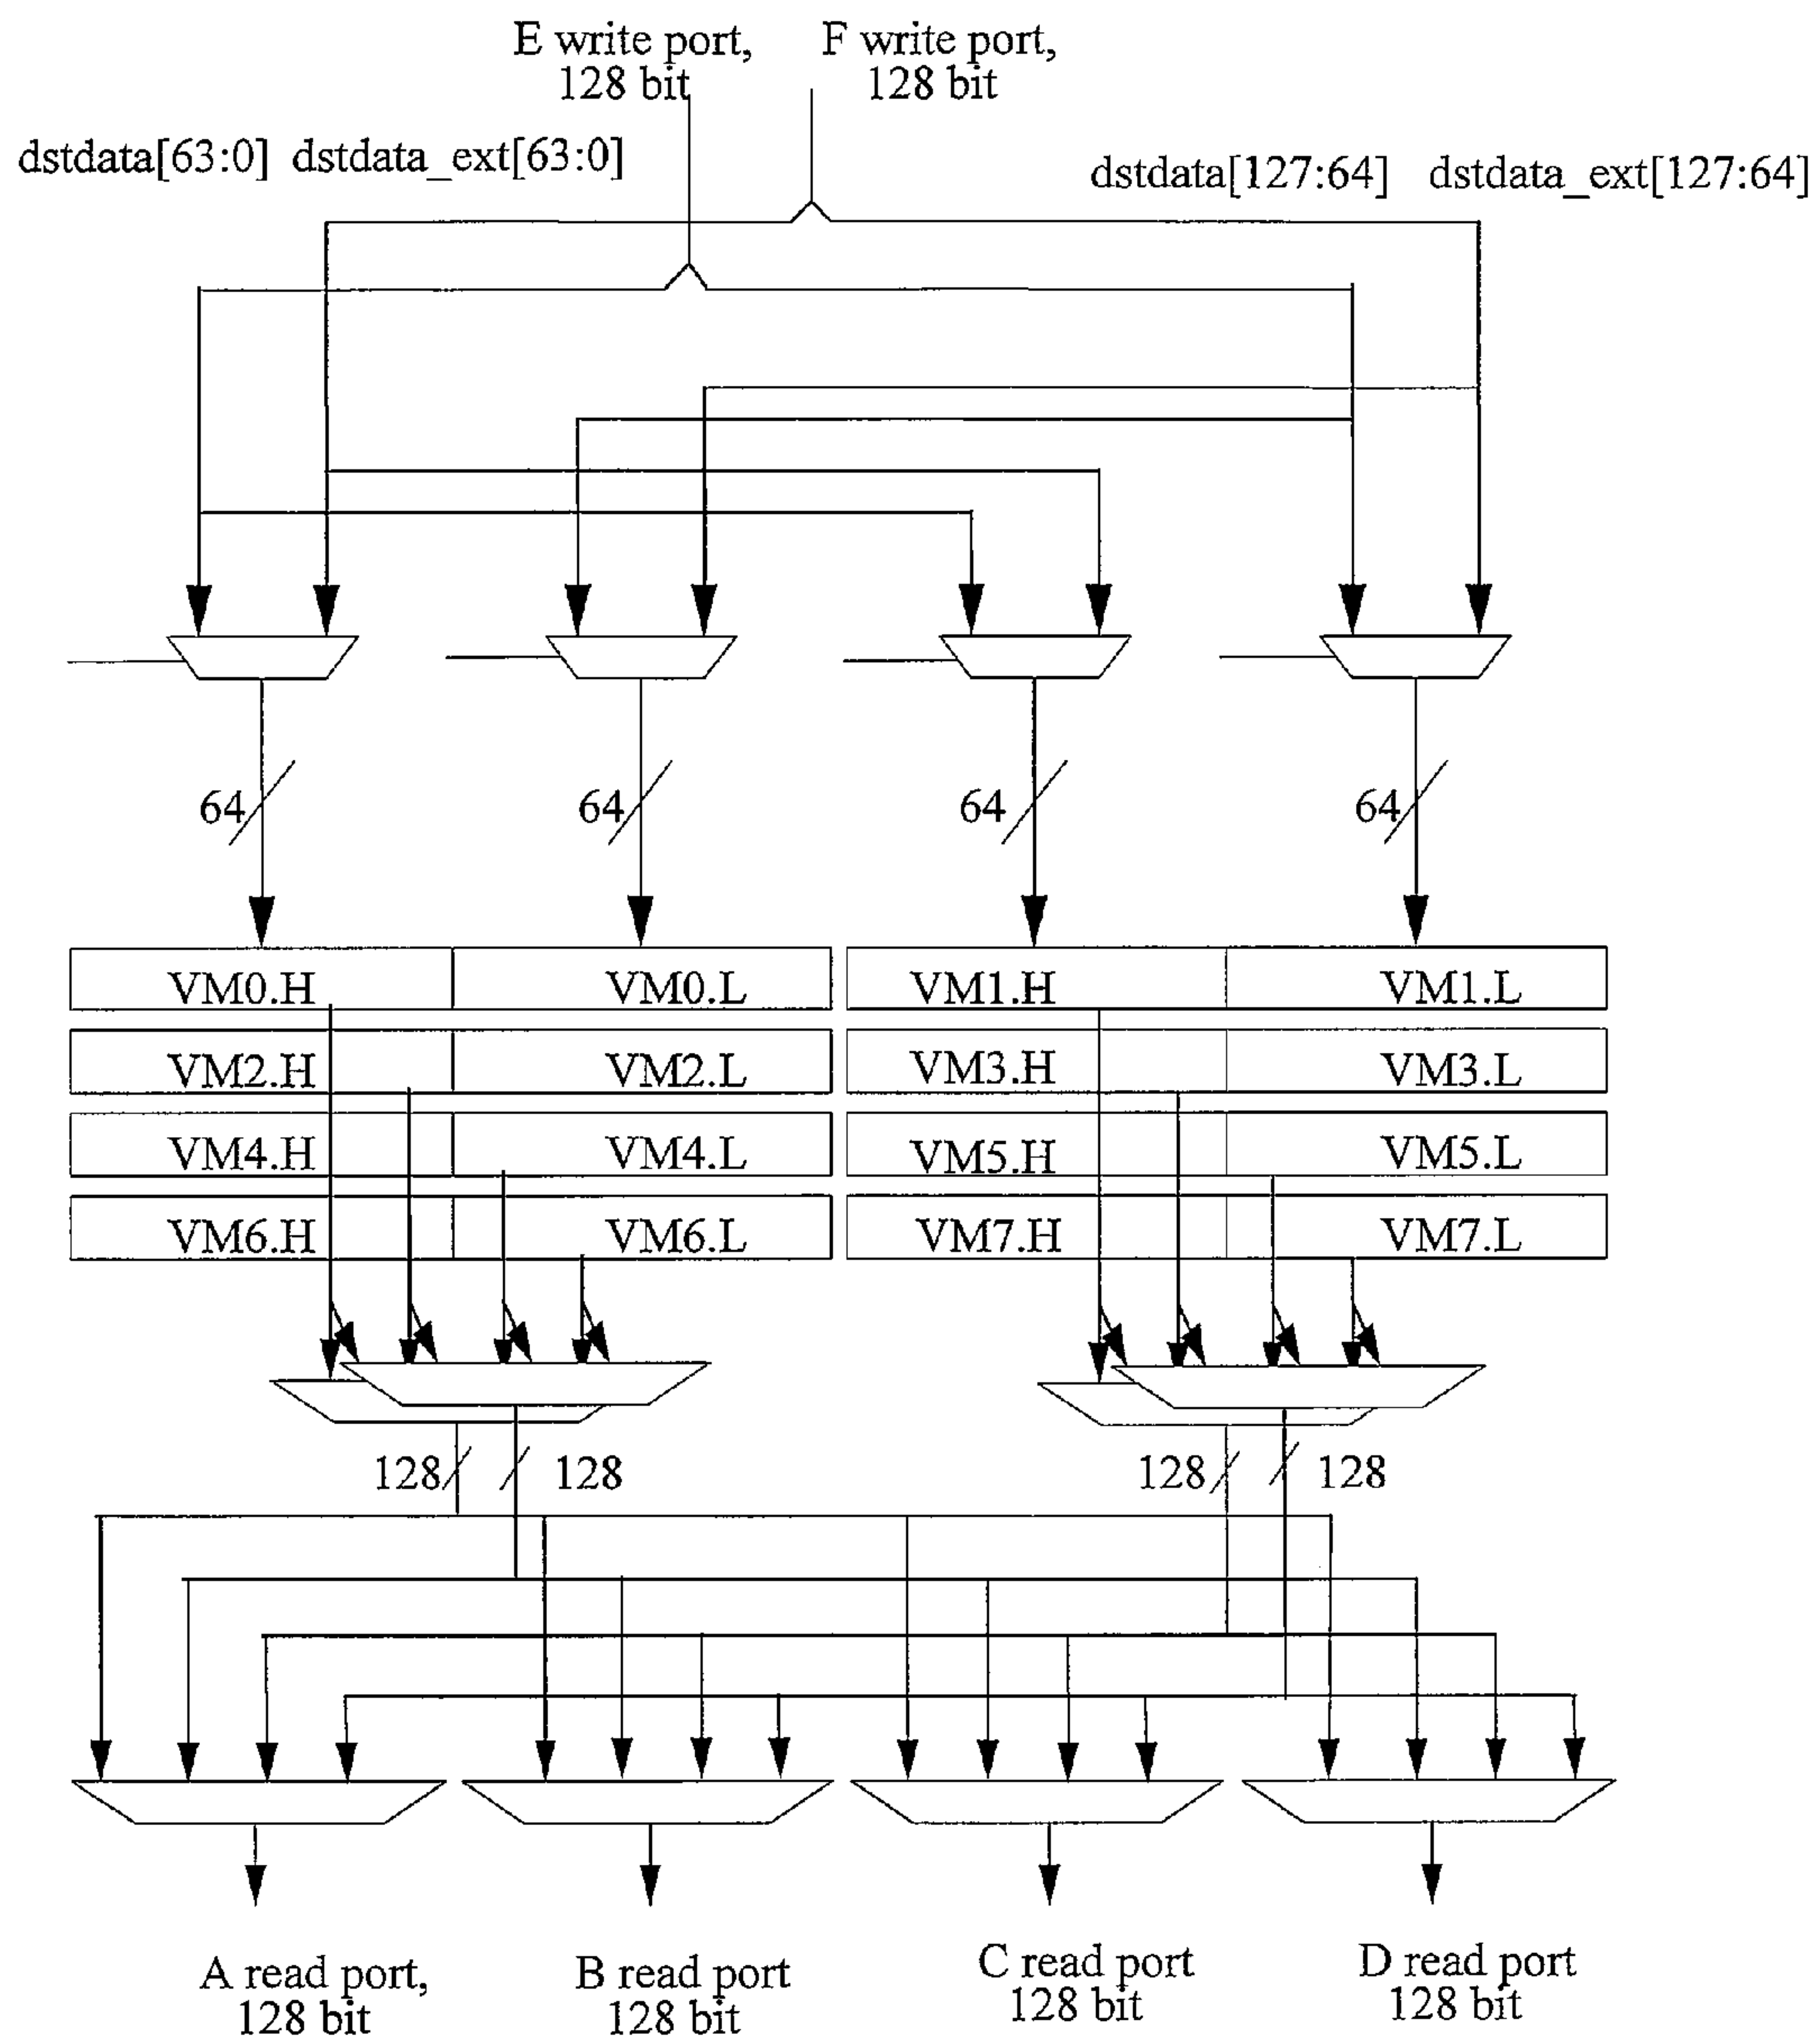 E write port,
128 bit
F write port,
128 bit
dstdata[63:0] dstdata_ext[63:0]
dstdata[127:64] dstdata_ext[127:64]
64 64 64 64
VM0.H VM0.L VM1.H VM1.L
VM2.H VM2.L VM3.H VM3.L
VM4.H VM4.L VM5.H VM5.L
VM6.H VM6.L VM7.H VM7.L
128 128 128 128
A read port,
128 bit
B read port
128 bit
C read port
128 bit
D read port
128 bit